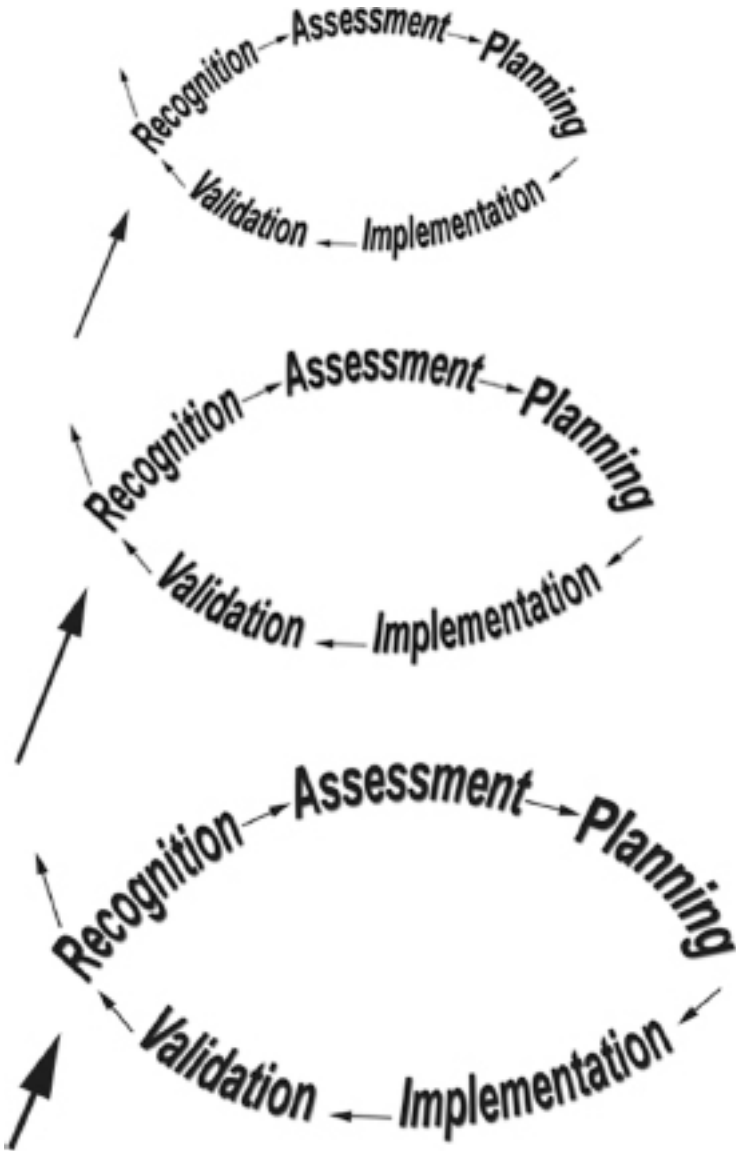 Recognition
Assessment
Planning
Implementation
Validation
Recognition
Assessment
Planning
Implementation
Validation
Recognition
Assessment
Planning
Implementation
Validation